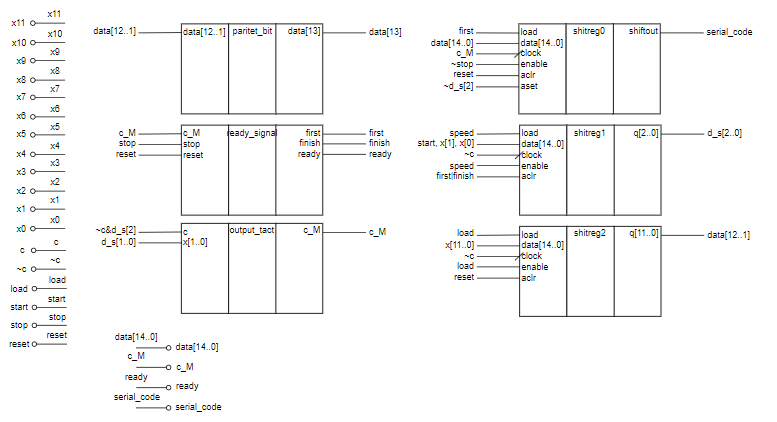 x11
x11
x10
x10
x9
x9
x8
x8
x7
x7
x6
x6
x5
x5
x4
x4
x3
x3
x2
x2
x1
x1
x0
x0
c
c
~c
~c
load
load
start
start
stop
stop
reset
reset
data[12..1] data[12..1] paritet_bit data[13] data[13]
c_M c_M ready_signal first first
stop stop finish finish
reset reset ready ready
~c&d_s[2] c output_tact c_M c_M
d_s[1..0] x[1..0]
data[14..0]
data[14..0]
c_M
c_M
ready
ready
serial_code
serial_code
first load shitreg0 shiftout serial_code
data[14..0] data[14..0]
c_M clock
~stop enable
reset aclr
~d_s[2] aset
speed load shitreg1 q[2..0] d_s[2..0]
start, x[1], x[0] data[14..0]
~c clock
speed enable
first|finish aclr
load load shitreg2 q[11..0] data[12..1]
x[11..0] data[14..0]
~c clock
load enable
reset aclr